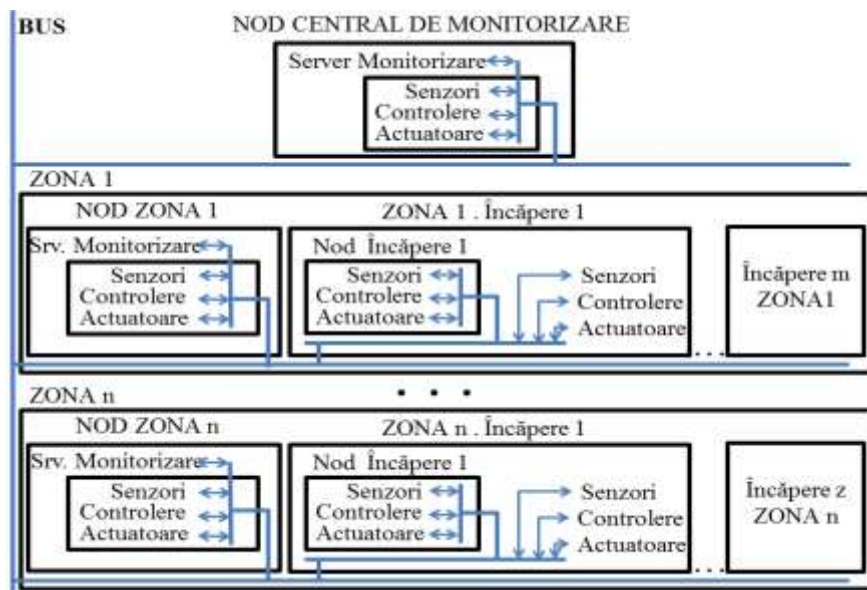 BUS
NOD CENTRAL DE MONITORIZARE
Server Monitorizare
Senzori
Controlere
Actuatoare
ZONA 1
NOD ZONA 1
Srv. Monitorizare
Senzori
Controlere
Actuatoare
ZONA 1 . Încăpere 1
Nod Încăpere 1
Senzori
Controlere
Actuatoare
Senzori
Controlere
Actuatoare
. . .
Încăpere m
ZONA1
. . .
ZONA n
NOD ZONA n
Srv. Monitorizare
Senzori
Controlere
Actuatoare
ZONA n . Încăpere 1
Nod Încăpere 1
Senzori
Controlere
Actuatoare
Senzori
Controlere
Actuatoare
...
Încăpere z
ZONA n